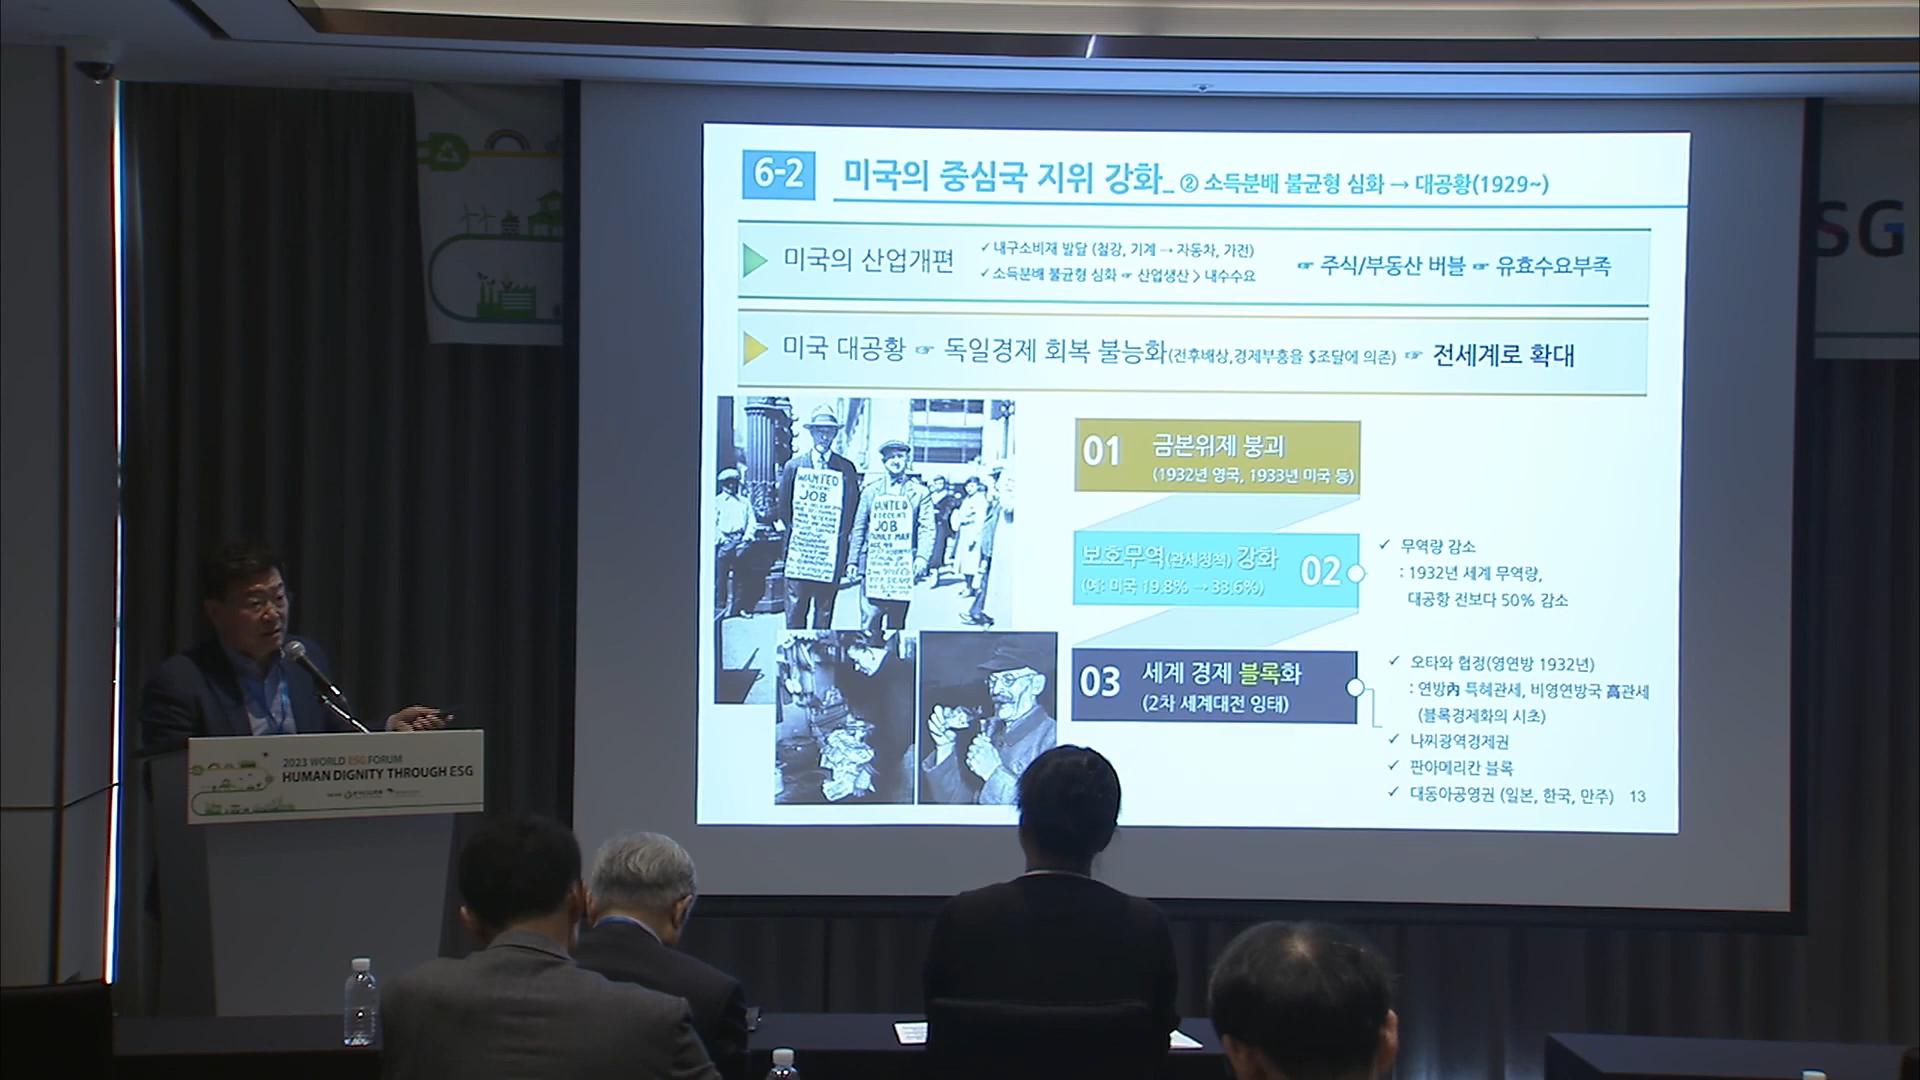 6-2 미국의 중심국 지위 강화_ ② 소득분배 불균형 심화 → 대공황(1929~)
미국의 산업개편
✓ 내구소비재 발달 (철강, 기계 → 자동차, 가전)
✓ 소득분배 불균형 심화 ☞ 산업생산 > 내수수요
☞ 주식/부동산 버블 ☞ 유효수요부족
미국 대공황 ☞ 독일경제 회복 불능화(전후배상,경제부흥을 $조달에 의존) ☞ 전세계로 확대
WANTED
JOB
WANTED
A DECENT
JOB
FAMILY MAN
01 금본위제 붕괴
(1932년 영국, 1933년 미국 등)
보호무역(관세정책) 강화 02
(예: 미국 19.8% → 33.6%)
✓ 무역량 감소
: 1932년 세계 무역량,
대공항 전보다 50% 감소
03 세계 경제 블록화
(2차 세계대전 잉태)
✓ 오타와 협정(영연방 1932년)
: 연방內 특혜관세, 비영연방국 高관세
(블록경제화의 시초)
✓ 나찌광역경제권
✓ 판아메리칸 블록
✓ 대동아공영권 (일본, 한국, 만주)
13
SG
2023 WORLD ESG FORUM
HUMAN DIGNITY THROUGH ESG